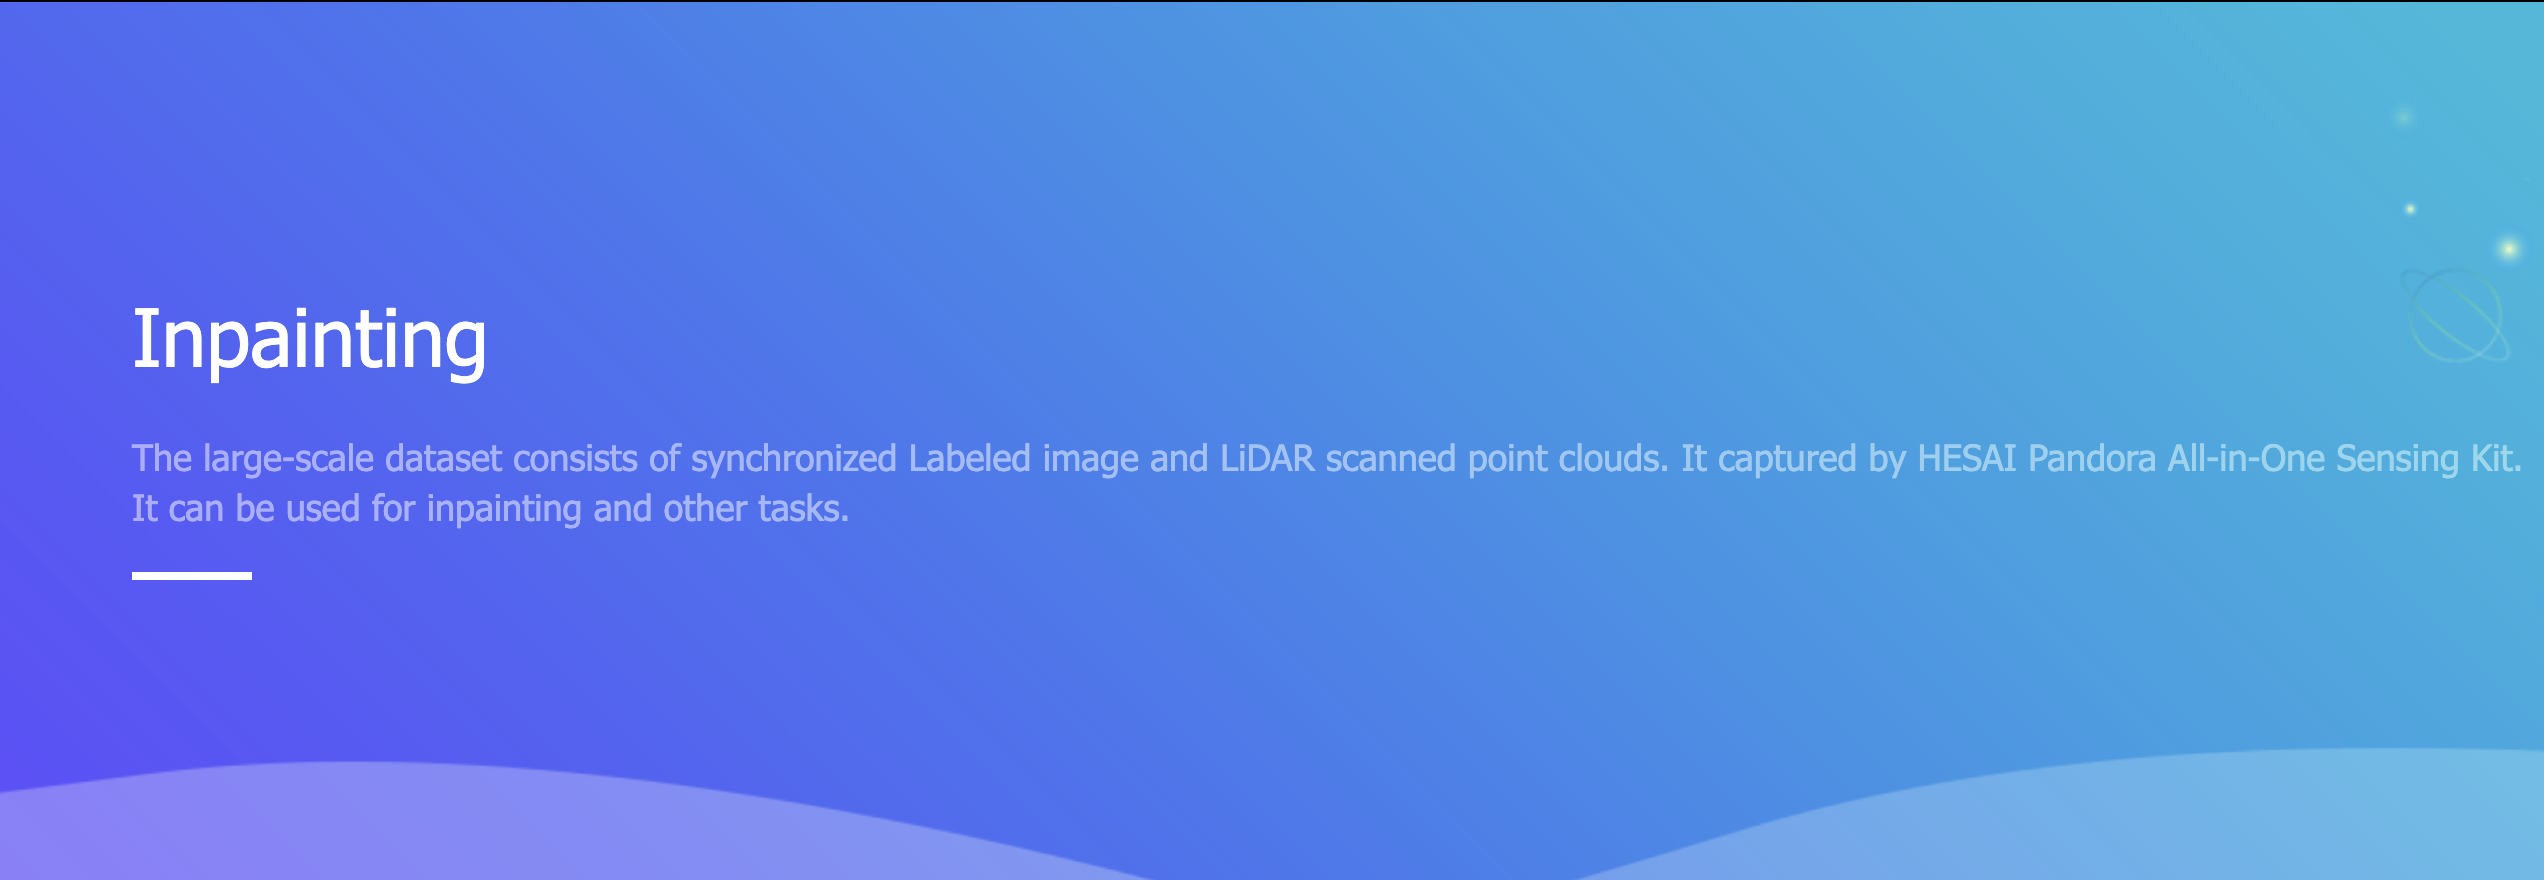 Inpainting
The large-scale dataset consists of synchronized Labeled image and LiDAR scanned point clouds. It captured by HESAI Pandora All-in-One Sensing Kit.
It can be used for inpainting and other tasks.